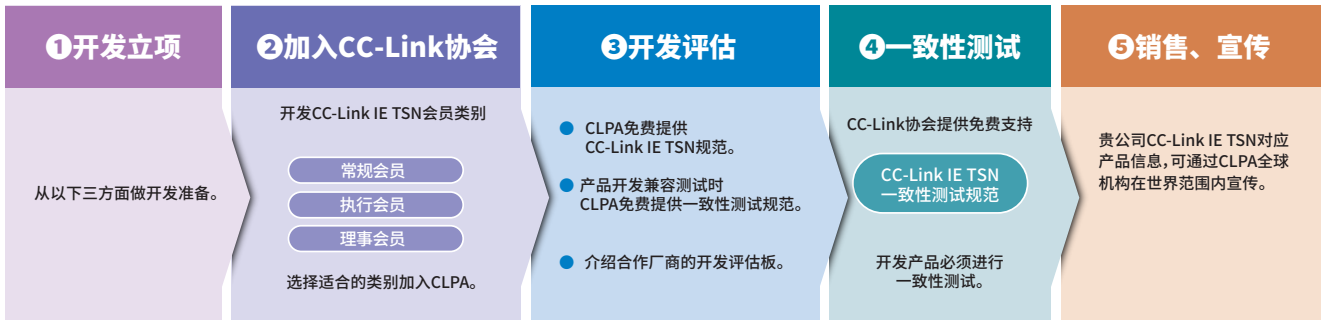 ❶开发立项
从以下三方面做开发准备。
❷加入CC-Link协会
开发CC-Link IE TSN会员类别
常规会员
执行会员
理事会员
选择适合的类别加入CLPA。
❸开发评估
● CLPA免费提供
CC-Link IE TSN规范。
● 产品开发兼容测试时
CLPA免费提供一致性测试规范。
● 介绍合作厂商的开发评估板。
❹一致性测试
CC-Link协会提供免费支持
CC-Link IE TSN
一致性测试规范
开发产品必须进行
一致性测试。
❺销售、宣传
贵公司CC-Link IE TSN对应
产品信息，可通过CLPA全球
机构在世界范围内宣传。